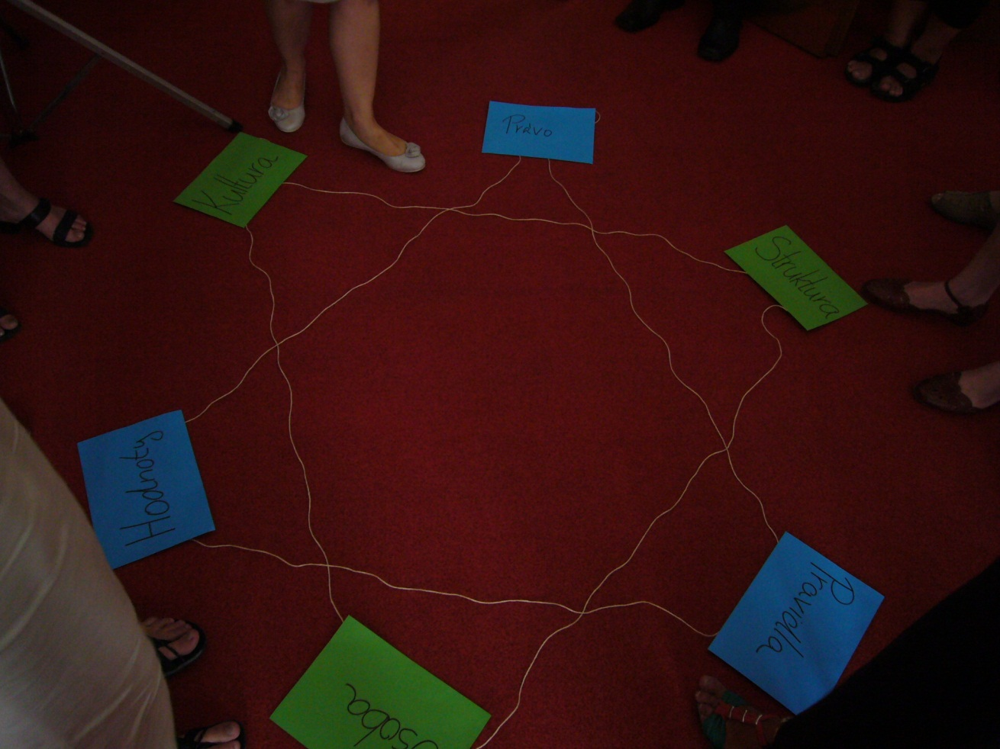 Právo
Kultura
Struktura
Hodnoty
Pravidla
Osoba